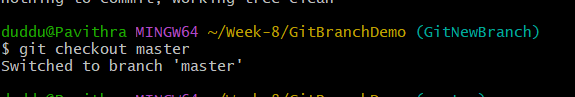 nothing to commit, working tree clean
duddu@Pavithra MINGW64 ~/Week-8/GitBranchDemo (GitNewBranch)
$ git checkout master
Switched to branch 'master'